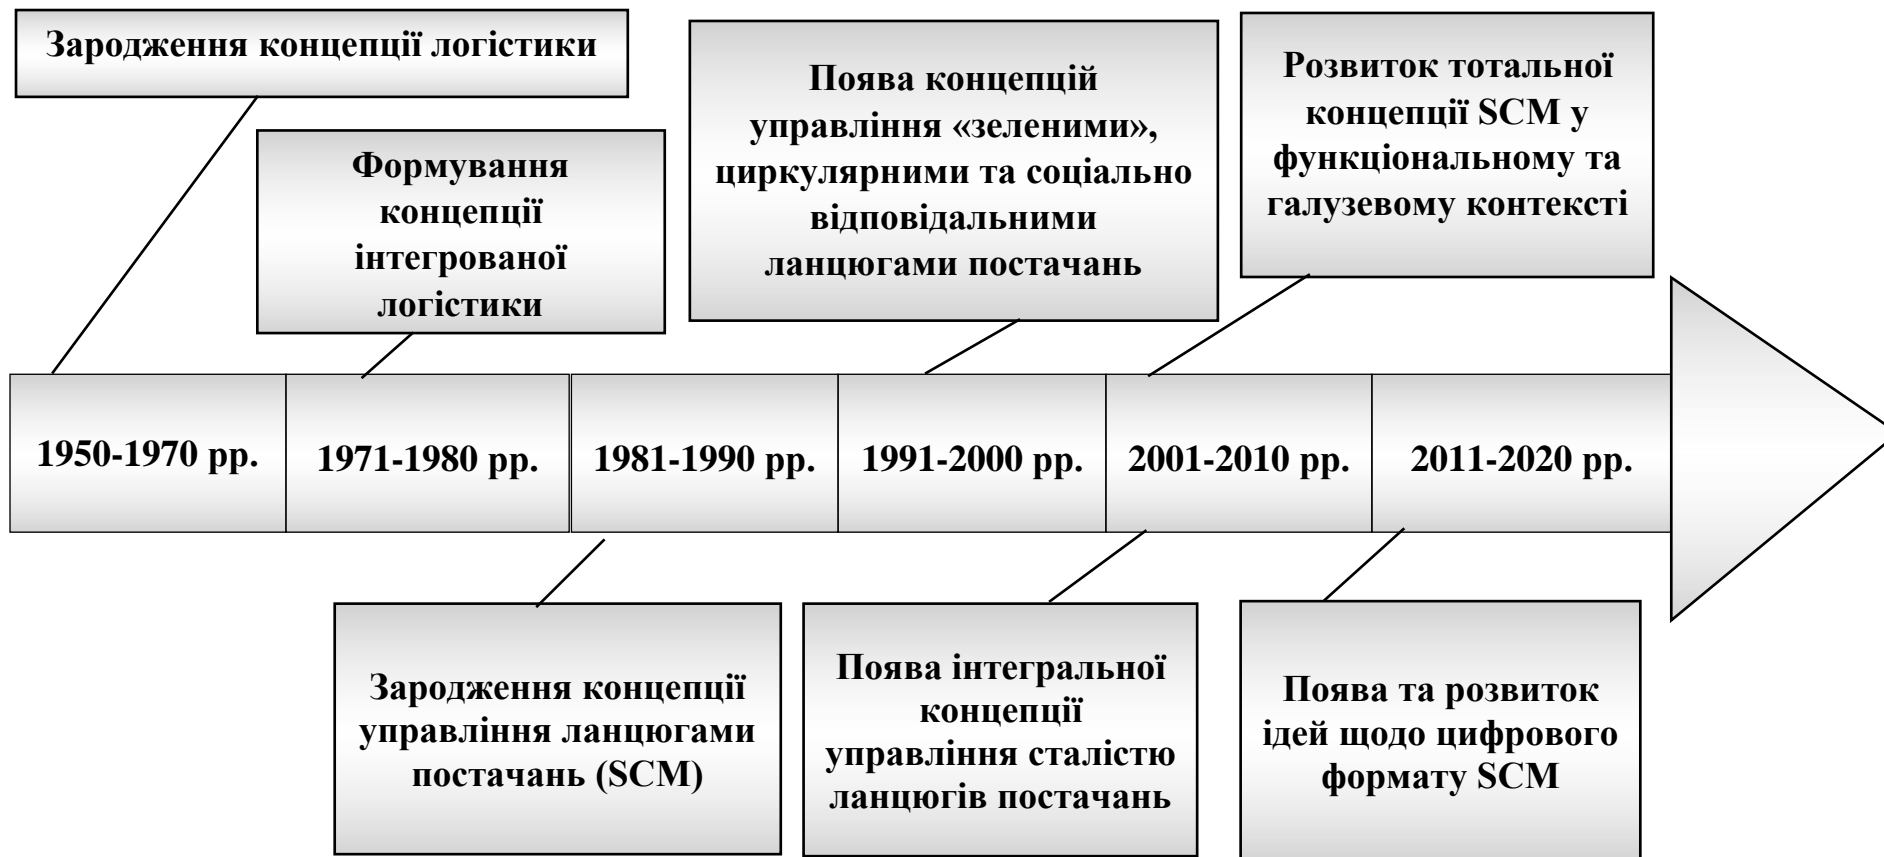 Зародження концепції логістики
Формування
концепції
інтегрованої
логістики
Поява концепцій
управління «зеленими»,
циркулярними та соціально
відповідальними
ланцюгами постачань
Розвиток тотальної
концепції SCM у
функціональному та
галузевому контексті
1950-1970 рр.
1971-1980 рр.
1981-1990 рр.
1991-2000 рр.
2001-2010 рр.
2011-2020 рр.
Зародження концепції
управління ланцюгами
постачань (SCM)
Поява інтегральної
концепції
управління сталістю
ланцюгів постачань
Поява та розвиток
ідей щодо цифрового
формату SCM